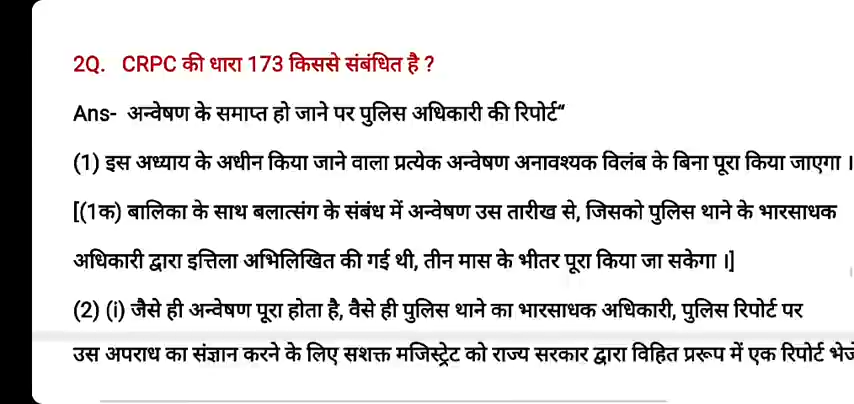 2Q. CRPC की धारा 173 किससे संबंधित है ?
Ans- अन्वेषण के समाप्त हो जाने पर पुलिस अधिकारी की रिपोर्ट“
(1) इस अध्याय के अधीन किया जाने वाला प्रत्येक अन्वेषण अनावश्यक विलंब के बिना पूरा किया जाएगा ।
[(1क) बालिका के साथ बलात्संग के संबंध में अन्वेषण उस तारीख से, जिसको पुलिस थाने के भारसाधक
अधिकारी द्वारा इत्तिला अभिलिखित की गई थी, तीन मास के भीतर पूरा किया जा सकेगा ।]
(2) (i) जैसे ही अन्वेषण पूरा होता है, वैसे ही पुलिस थाने का भारसाधक अधिकारी, पुलिस रिपोर्ट पर
उस अपराध का संज्ञान करने के लिए सशक्त मजिस्ट्रेट को राज्य सरकार द्वारा विहित प्ररूप में एक रिपोर्ट